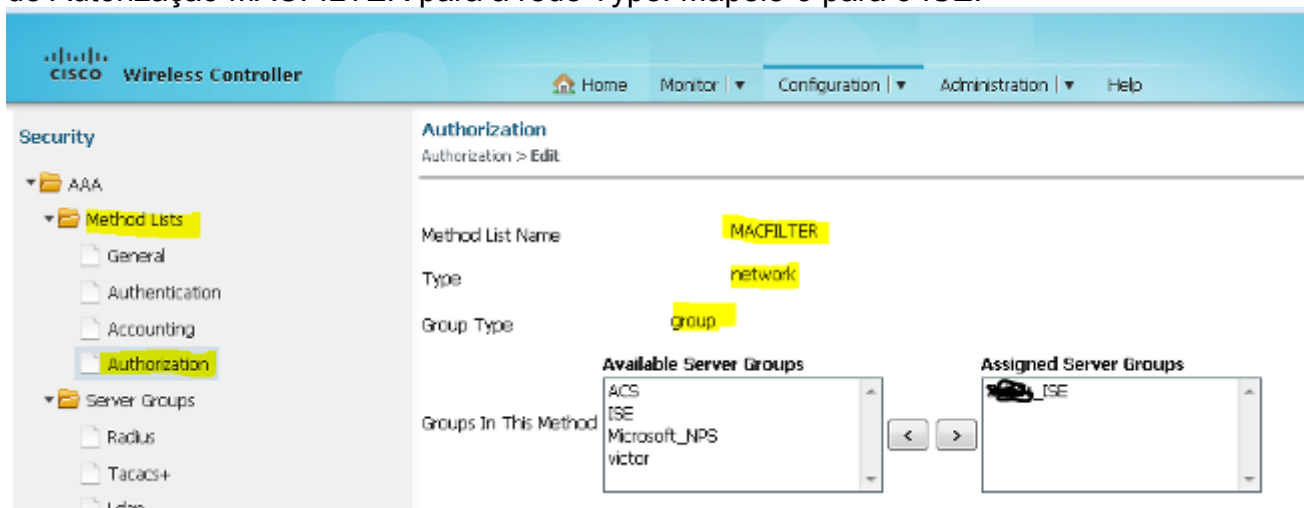 de Autorização MACFILTER para a rede Type. Mapeie-o para o ISE.
CISCO Wireless Controller
Home Monitor Configuration Administration Help
Security
AAA
Method Lists
General
Authentication
Accounting
Authorization
Server Groups
Radius
Tacacs+
Authorization
Authorization > Edit
Method List Name MACFILTER
Type network
Group Type group
Available Server Groups Assigned Server Groups
Groups In This Method
ACS
ISE
Microsoft_NPS
victor
< >
_ISE